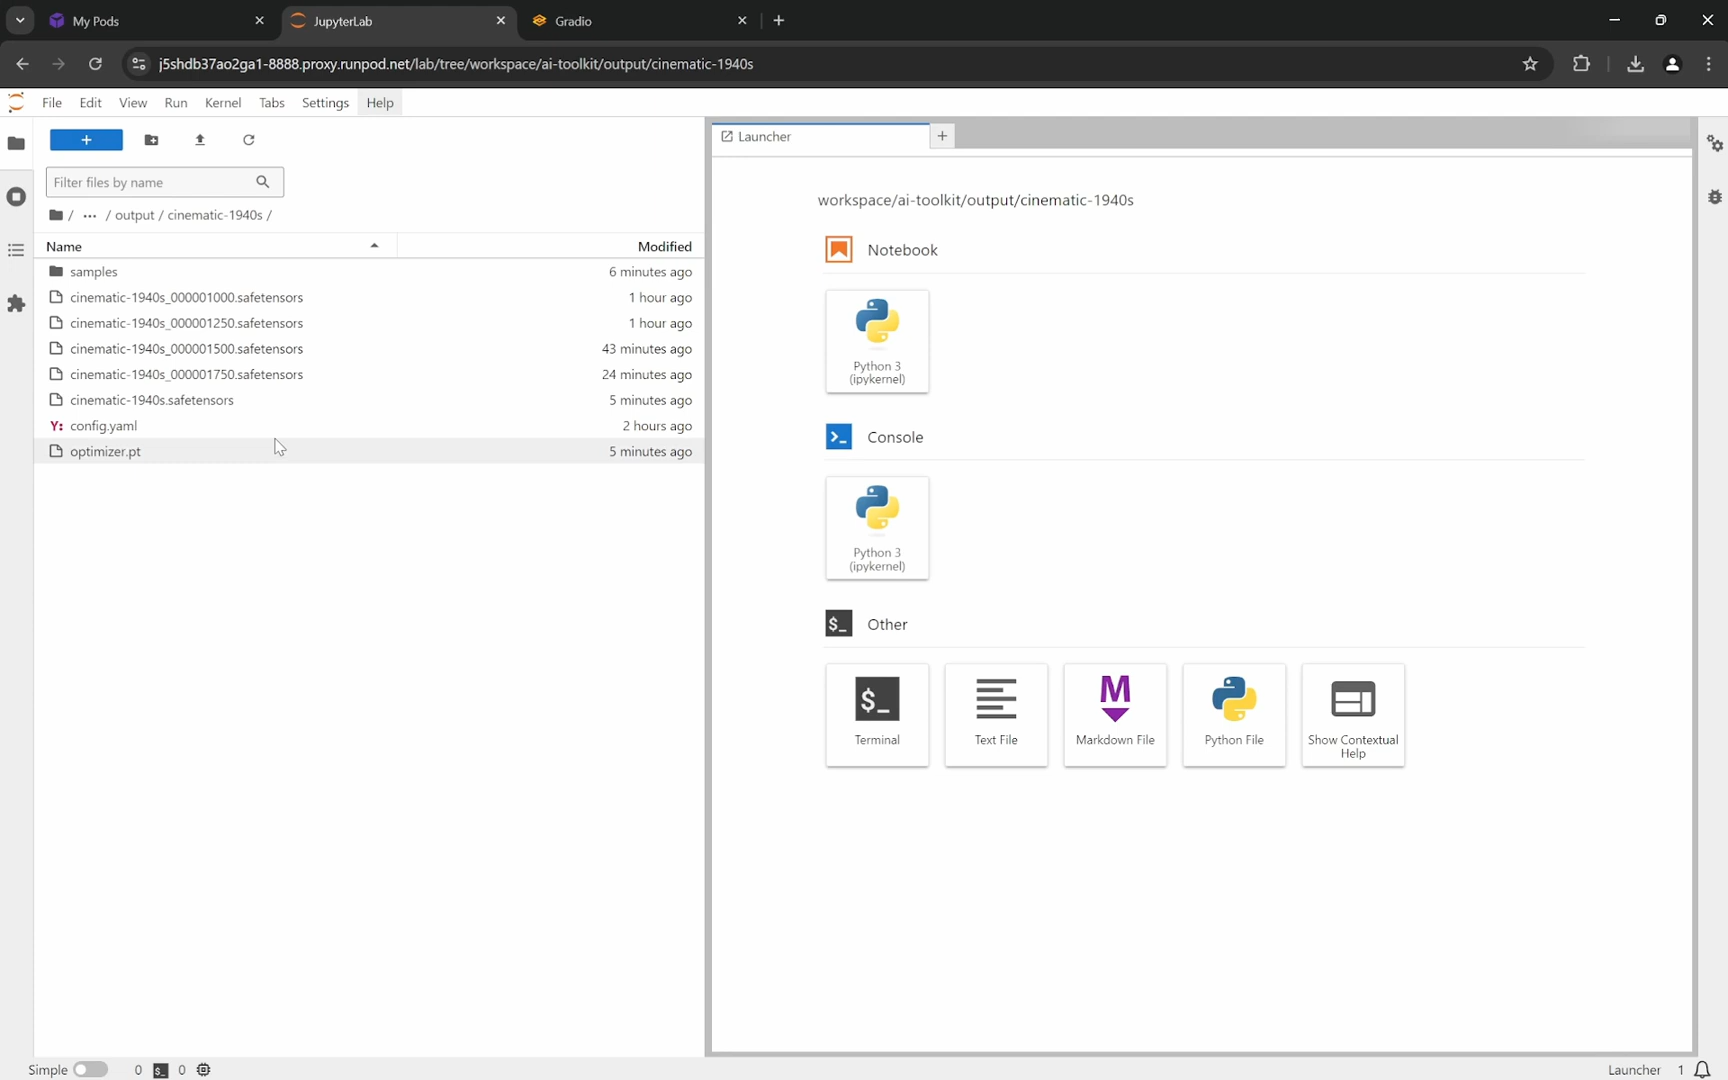 My Pods
JupyterLab
Gradio
j5shdb37ao2ga1-8888.proxy.runpod.net/lab/tree/workspace/ai-toolkit/output/cinematic-1940s
File Edit View Run Kernel Tabs Settings Help
+
Filter files by name
/ ··· / output / cinematic-1940s /
Name Modified
samples 6 minutes ago
cinematic-1940s_000001000.safetensors 1 hour ago
cinematic-1940s_000001250.safetensors 1 hour ago
cinematic-1940s_000001500.safetensors 43 minutes ago
cinematic-1940s_000001750.safetensors 24 minutes ago
cinematic-1940s.safetensors 5 minutes ago
Y: config.yaml 2 hours ago
optimizer.pt 5 minutes ago
Launcher
workspace/ai-toolkit/output/cinematic-1940s
Notebook
Python 3
(ipykernel)
>_ Console
Python 3
(ipykernel)
$_ Other
$_
Terminal
Text File
M
Markdown File
Python File
Show Contextual
Help
Simple 0 $_ 0
Launcher 1